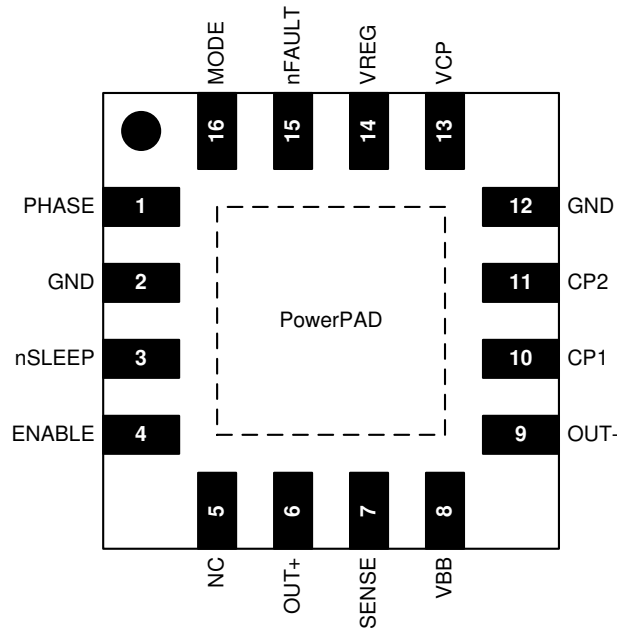 MODE
nFAULT
VREG
VCP
16
15
14
13
PHASE 1
12 GND
GND 2
11 CP2
PowerPAD
nSLEEP 3
10 CP1
ENABLE 4
9 OUT-
5
6
7
8
NC
OUT+
SENSE
VBB